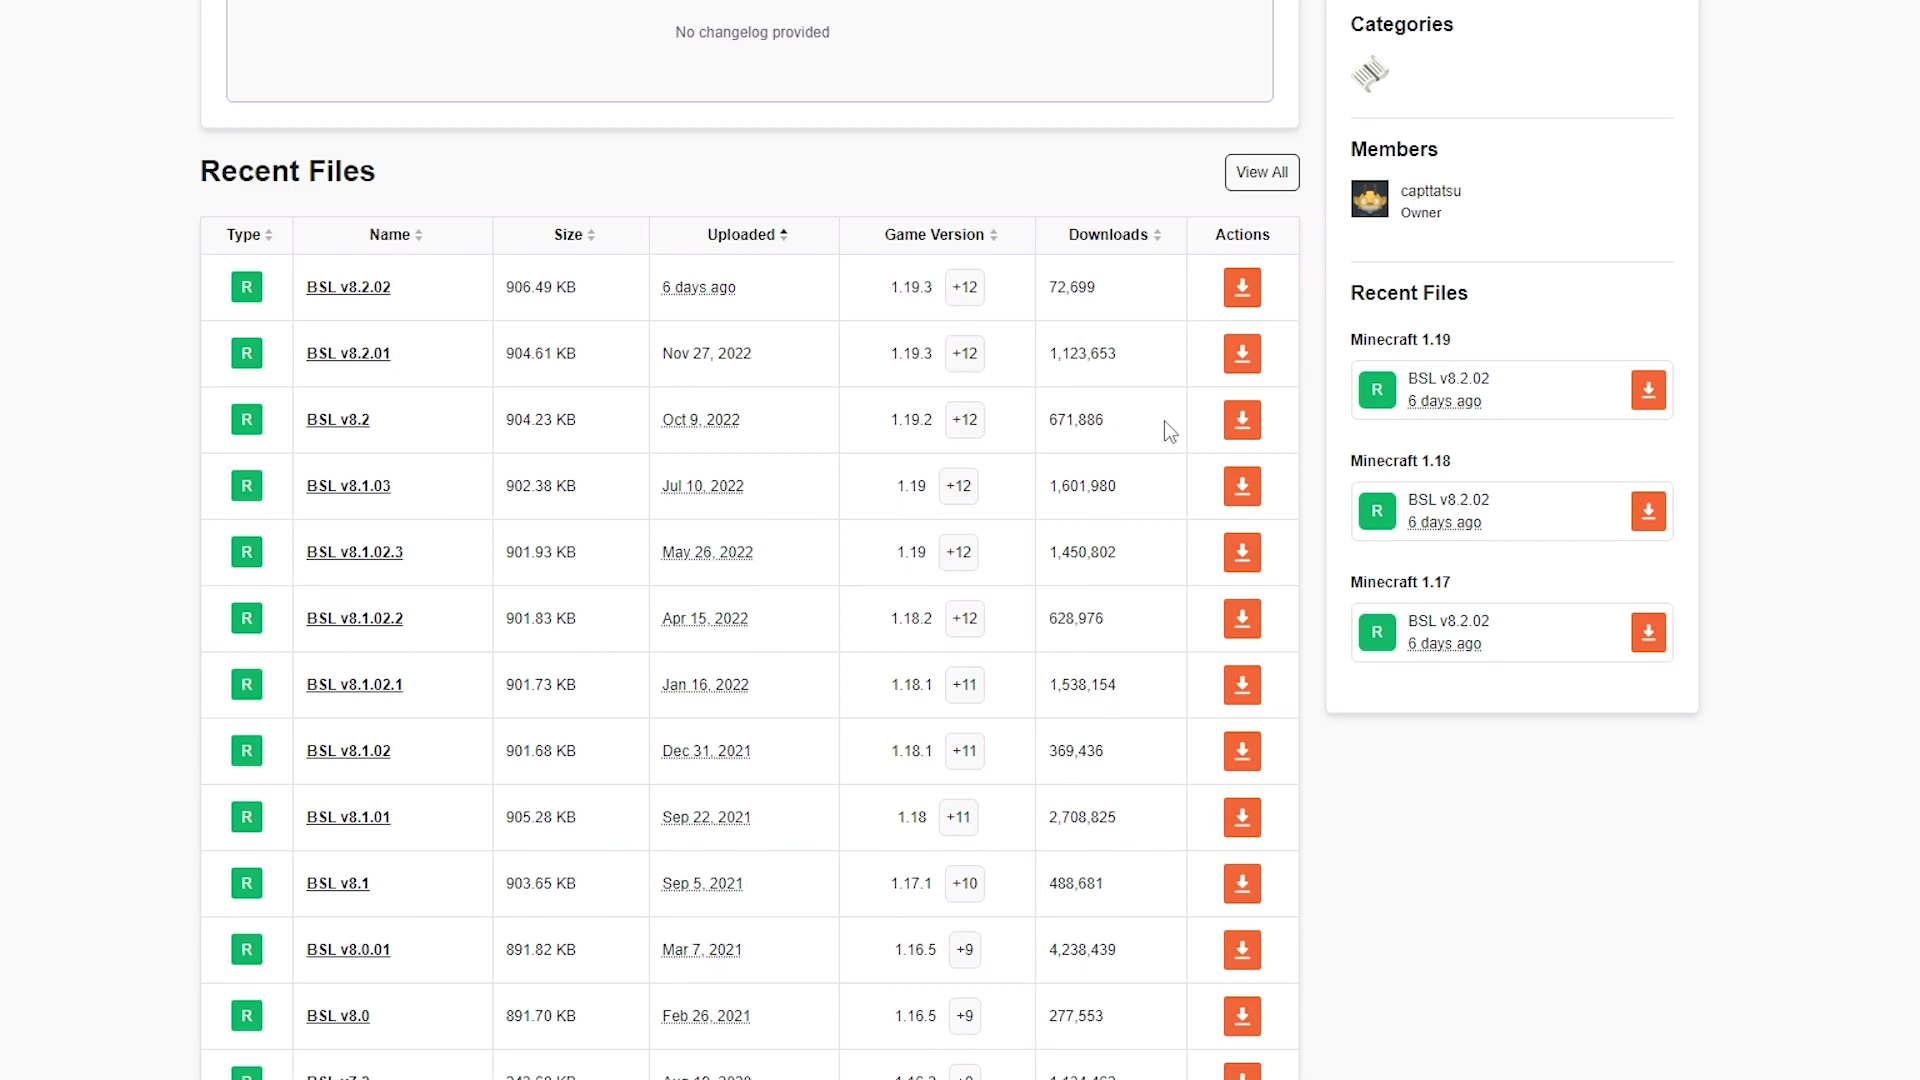 No changelog provided
Recent Files
View All
Type Name Size Uploaded Game Version Downloads Actions
R BSL v8.2.02 906.49 KB 6 days ago 1.19.3 +12 72,699
R BSL v8.2.01 904.61 KB Nov 27, 2022 1.19.3 +12 1,123,653
R BSL v8.2 904.23 KB Oct 9, 2022 1.19.2 +12 671,886
R BSL v8.1.03 902.38 KB Jul 10, 2022 1.19 +12 1,601,980
R BSL v8.1.02.3 901.93 KB May 26, 2022 1.19 +12 1,450,802
R BSL v8.1.02.2 901.83 KB Apr 15, 2022 1.18.2 +12 628,976
R BSL v8.1.02.1 901.73 KB Jan 16, 2022 1.18.1 +11 1,538,154
R BSL v8.1.02 901.68 KB Dec 31, 2021 1.18.1 +11 369,436
R BSL v8.1.01 905.28 KB Sep 22, 2021 1.18 +11 2,708,825
R BSL v8.1 903.65 KB Sep 5, 2021 1.17.1 +10 488,681
R BSL v8.0.01 891.82 KB Mar 7, 2021 1.16.5 +9 4,238,439
R BSL v8.0 891.70 KB Feb 26, 2021 1.16.5 +9 277,553
Categories
Members
capttatsu
Owner
Recent Files
Minecraft 1.19
R BSL v8.2.02
6 days ago
Minecraft 1.18
R BSL v8.2.02
6 days ago
Minecraft 1.17
R BSL v8.2.02
6 days ago